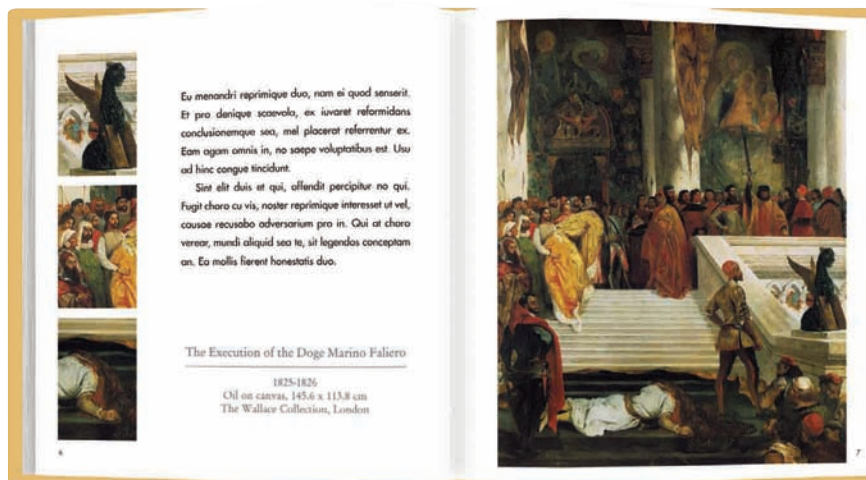 Eu menandri reprimique duo, nam ei quod senserit.
Et pro denique scaevola, ex iuvaret reformidans
conclusionemque sea, mel placerat referrentur ex.
Eam agam omnis in, no saepe voluptatibus est. Usu
ad hinc congue tincidunt.
Sint elit duis et qui, offendit percipitur no qui.
Fugit choro cu vis, noster reprimique interesset ut vel,
causae recusabo adversarium pro in. Qui at choro
verear, mundi aliquid sea te, sit legendos conceptam
an. Ea mollis fierent honestatis duo.
The Execution of the Doge Marino Faliero
1825-1826
Oil on canvas, 145.6 x 113.8 cm
The Wallace Collection, London
6
7